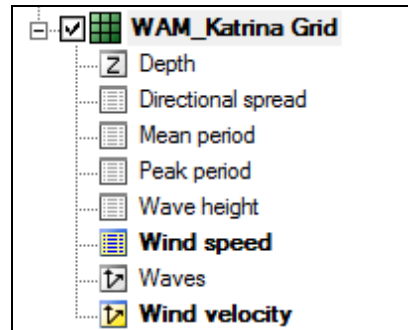 WAM_Katrina Grid
Z Depth
Directional spread
Mean period
Peak period
Wave height
Wind speed
Waves
Wind velocity